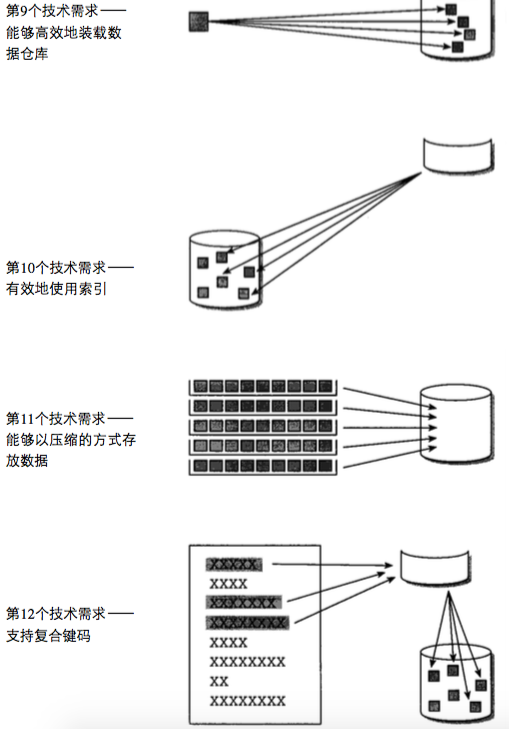 第9个技术需求——
能够高效地装载数
据仓库
第10个技术需求——
有效地使用索引
第11个技术需求——
能够以压缩的方式存
放数据
第12个技术需求——
支持复合键码
XXXXX
XXXX
XXXXXXX
XXXXXXXX
XXXX
XXXXXXXX
XX
XXXXXXXX